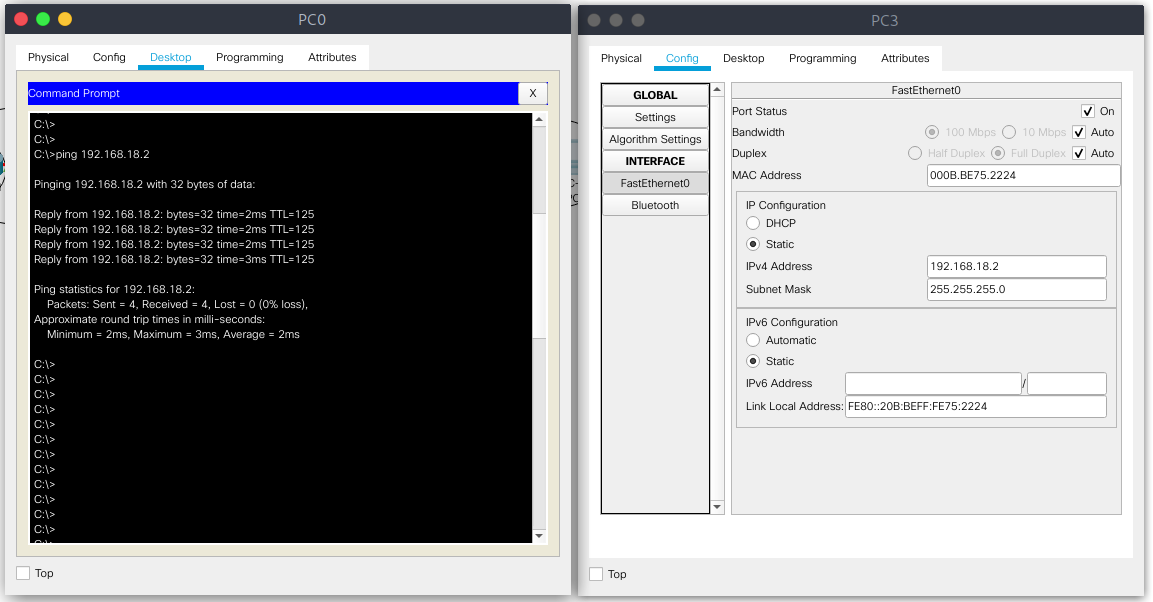 PC0
Physical Config Desktop Programming Attributes
Command Prompt X
C:\>
C:\>
C:\>ping 192.168.18.2
Pinging 192.168.18.2 with 32 bytes of data:
Reply from 192.168.18.2: bytes=32 time=2ms TTL=125
Reply from 192.168.18.2: bytes=32 time=2ms TTL=125
Reply from 192.168.18.2: bytes=32 time=2ms TTL=125
Reply from 192.168.18.2: bytes=32 time=3ms TTL=125
Ping statistics for 192.168.18.2:
Packets: Sent = 4, Received = 4, Lost = 0 (0% loss),
Approximate round trip times in milli-seconds:
Minimum = 2ms, Maximum = 3ms, Average = 2ms
C:\>
C:\>
C:\>
C:\>
C:\>
C:\>
C:\>
C:\>
C:\>
C:\>
C:\>
C:\>
Top
PC3
Physical Config Desktop Programming Attributes
GLOBAL
Settings
Algorithm Settings
INTERFACE
FastEthernet0
Bluetooth
FastEthernet0
Port Status On
Bandwidth 100 Mbps 10 Mbps Auto
Duplex Half Duplex Full Duplex Auto
MAC Address 000B.BE75.2224
IP Configuration
DHCP
Static
IPv4 Address 192.168.18.2
Subnet Mask 255.255.255.0
IPv6 Configuration
Automatic
Static
IPv6 Address /
Link Local Address: FE80::20B:BEFF:FE75:2224
Top